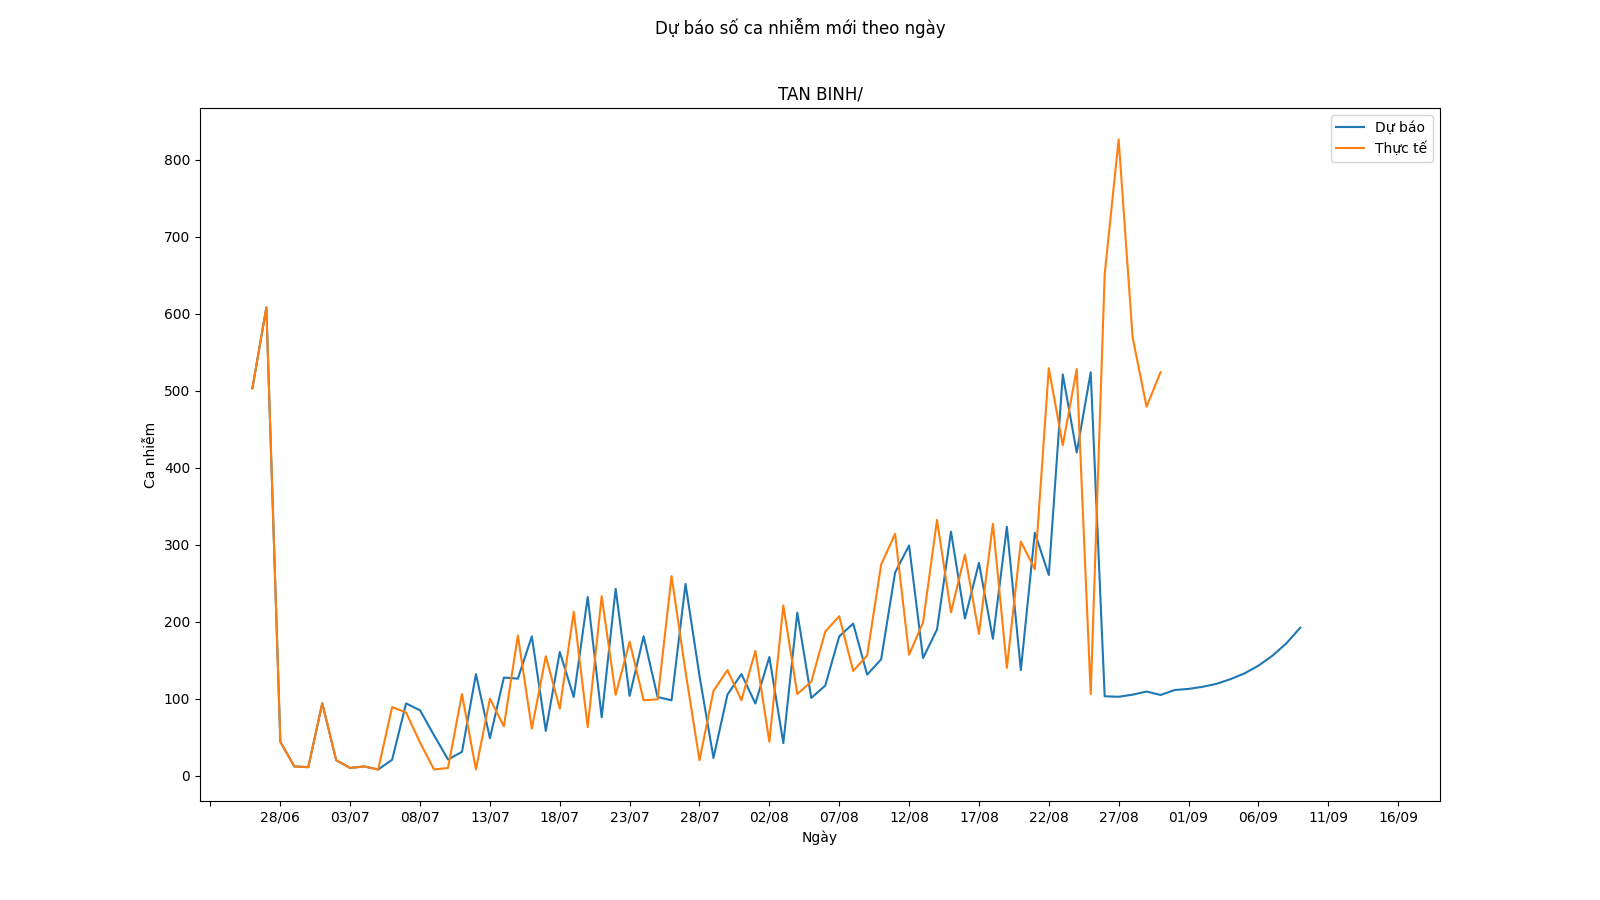 Dự báo số ca nhiễm mới theo ngày
TAN BINH/
Dự báo
Thực tế
800
700
600
500
400
300
200
100
0
Ca nhiễm
28/06 03/07 08/07 13/07 18/07 23/07 28/07 02/08 07/08 12/08 17/08 22/08 27/08 01/09 06/09 11/09 16/09
Ngày